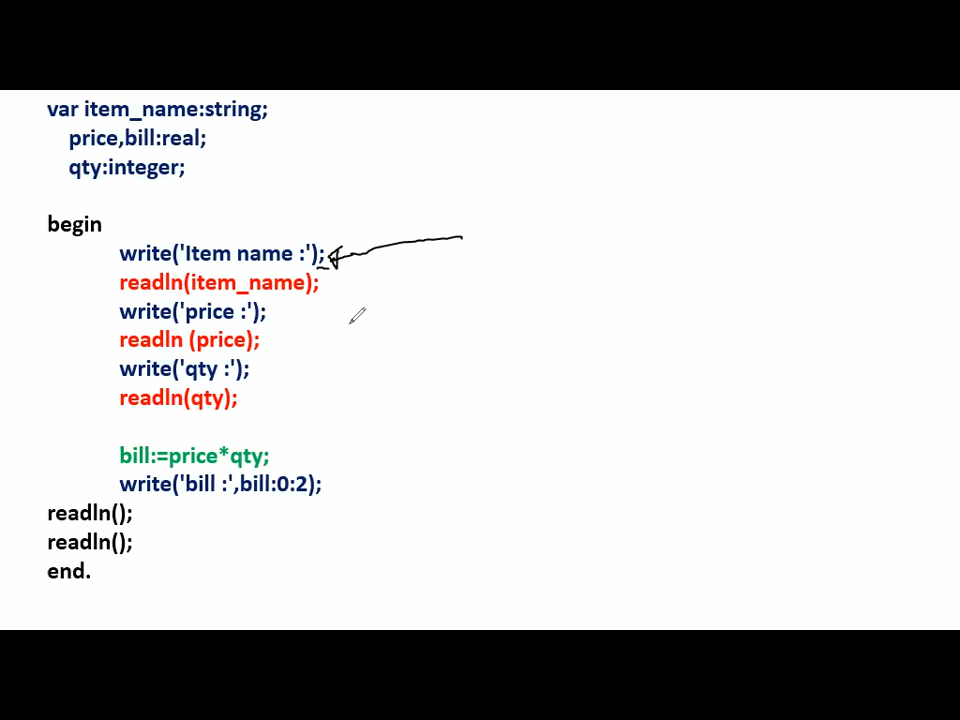 var item_name:string;
price,bill:real;
qty:integer;
begin
write('Item name :');
readln(item_name);
write('price :');
readln (price);
write('qty :');
readln(qty);
bill:=price*qty;
write('bill :',bill:0:2);
readln();
readln();
end.